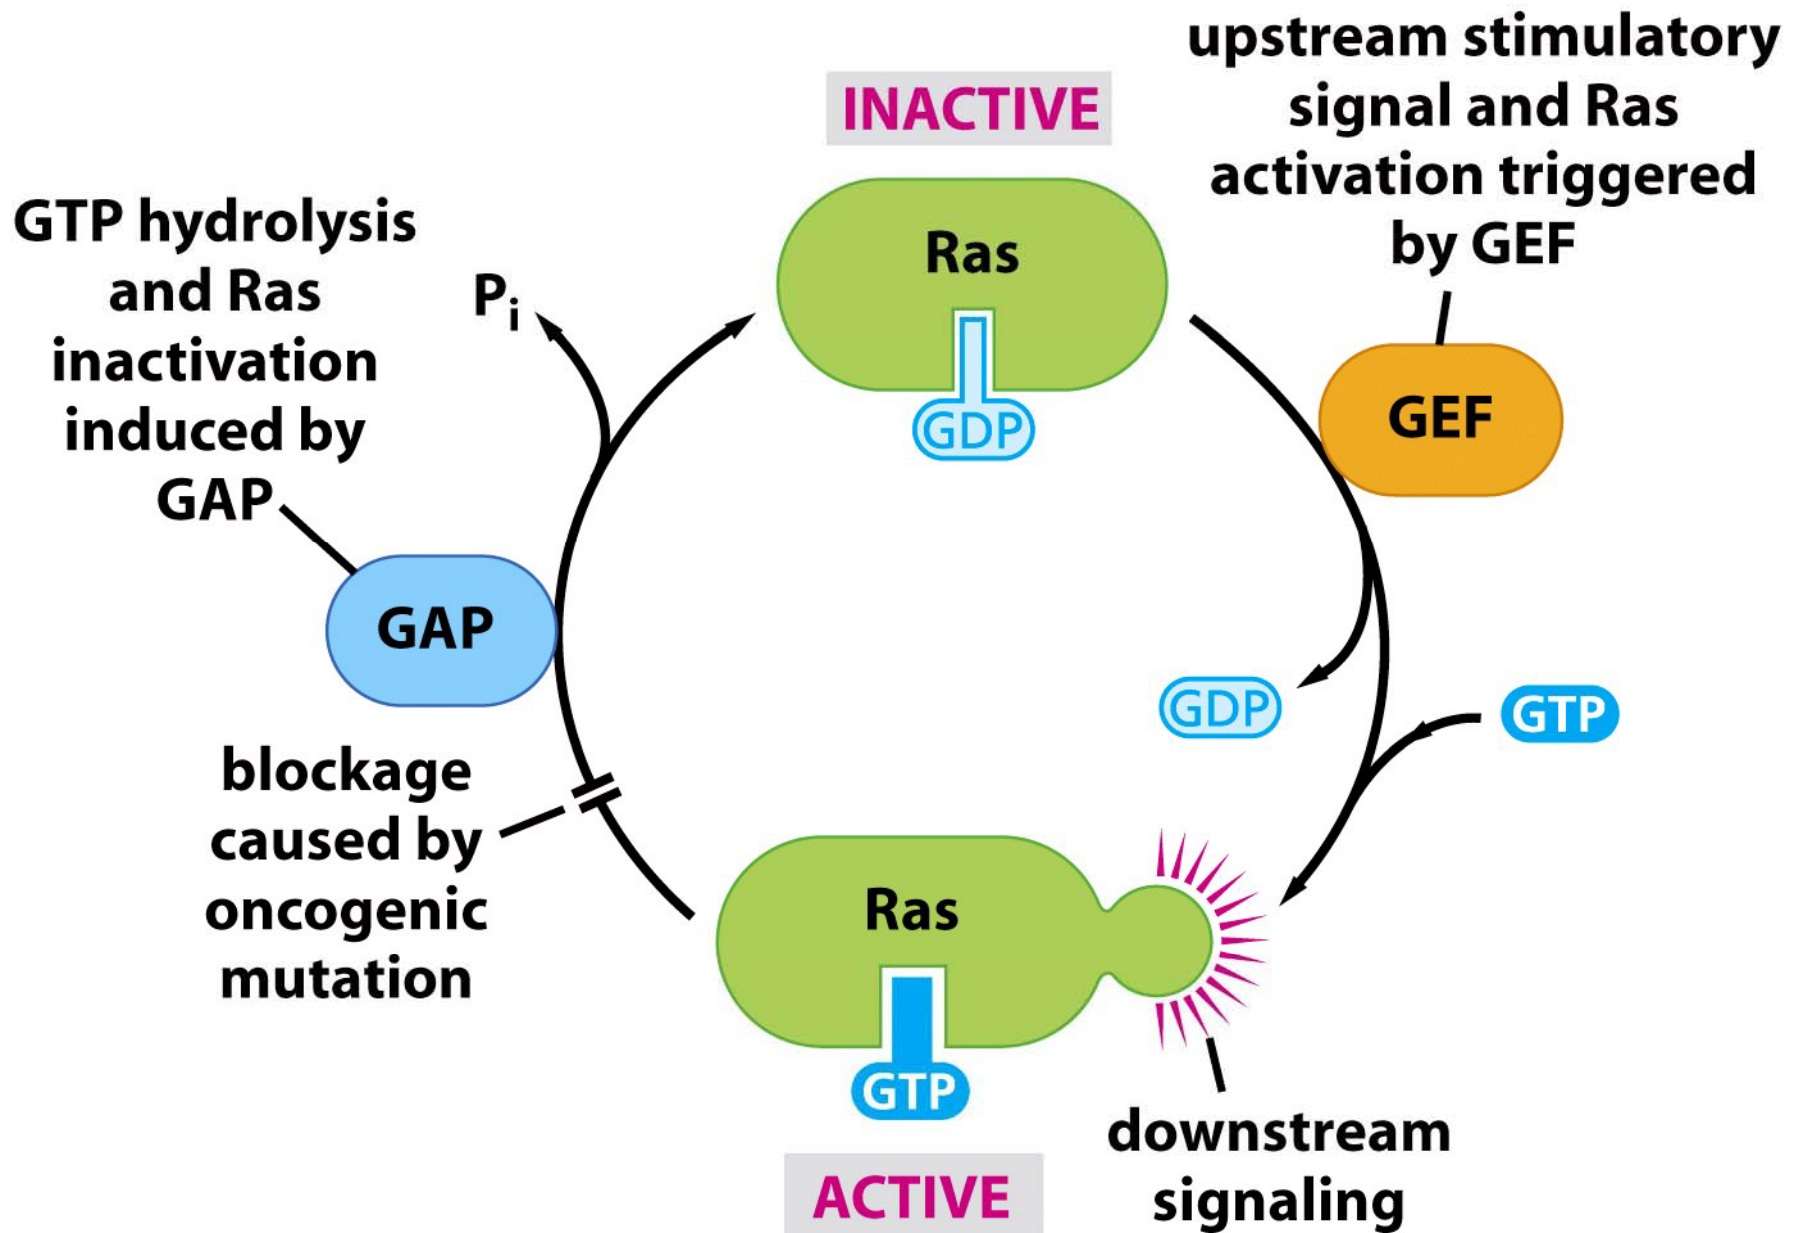 upstream stimulatory
signal and Ras
activation triggered
by GEF
INACTIVE
Ras
GDP
GEF
GTP hydrolysis
and Ras
inactivation
induced by
GAP
Pi
GAP
GDP
GTP
blockage
caused by
oncogenic
mutation
Ras
GTP
ACTIVE
downstream
signaling